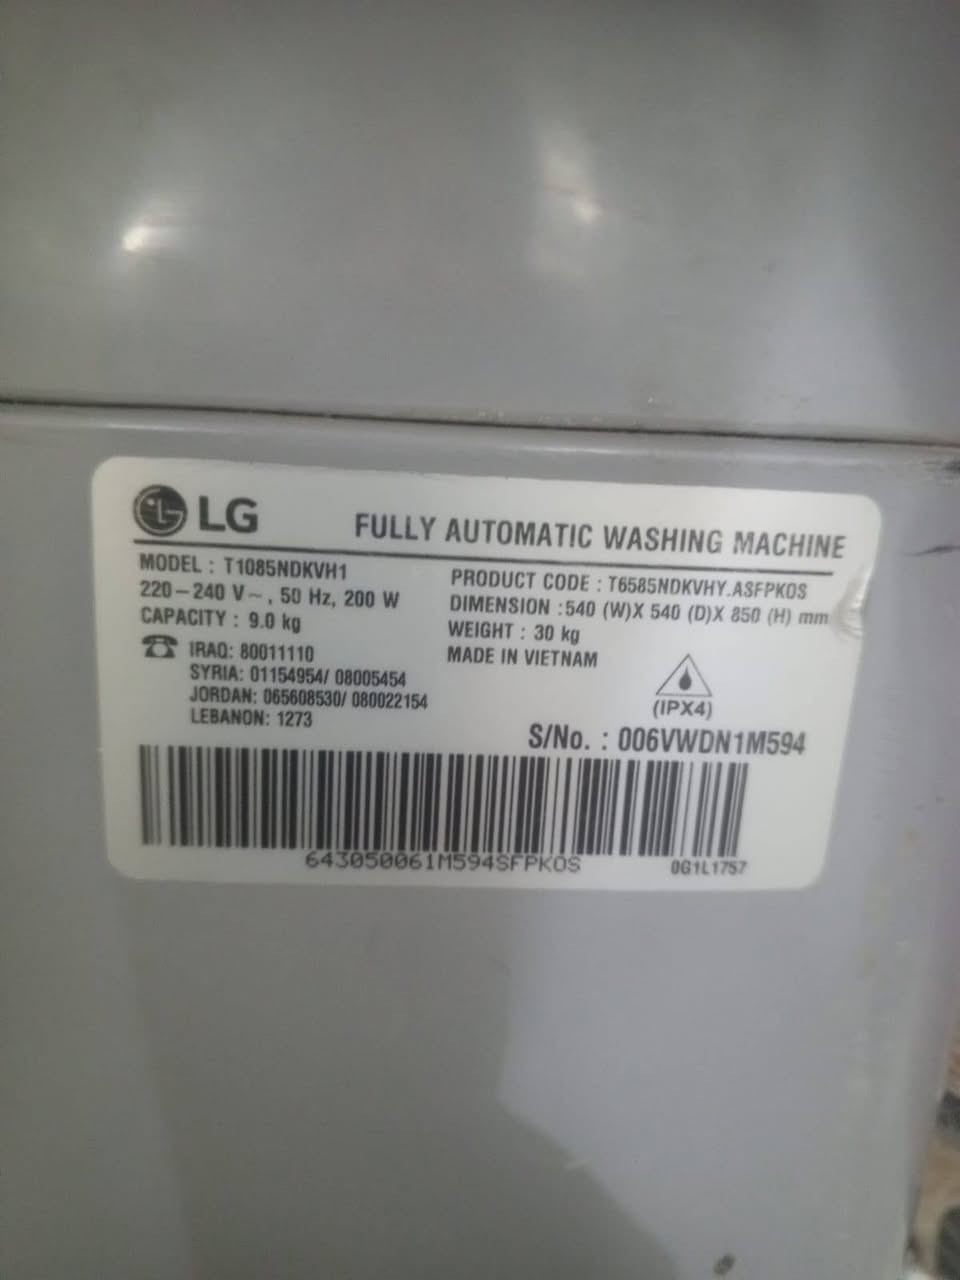 LG FULLY AUTOMATIC WASHING MACHINE
MODEL : T1085NDKVH1
220-240 V~, 50 Hz, 200 W
CAPACITY : 9.0 kg
IRAQ: 80011110
SYRIA: 01154954/ 08005454
JORDAN: 065608530/ 080022154
LEBANON: 1273
PRODUCT CODE : T6585NDKVHY.ASFPKOS
DIMENSION :540 (W)X 540 (D)X 850 (H) mm
WEIGHT : 30 kg
MADE IN VIETNAM
(IPX4)
S/No. : 006VWDN1M594
643050061M594SFPKOS
0G1L1757